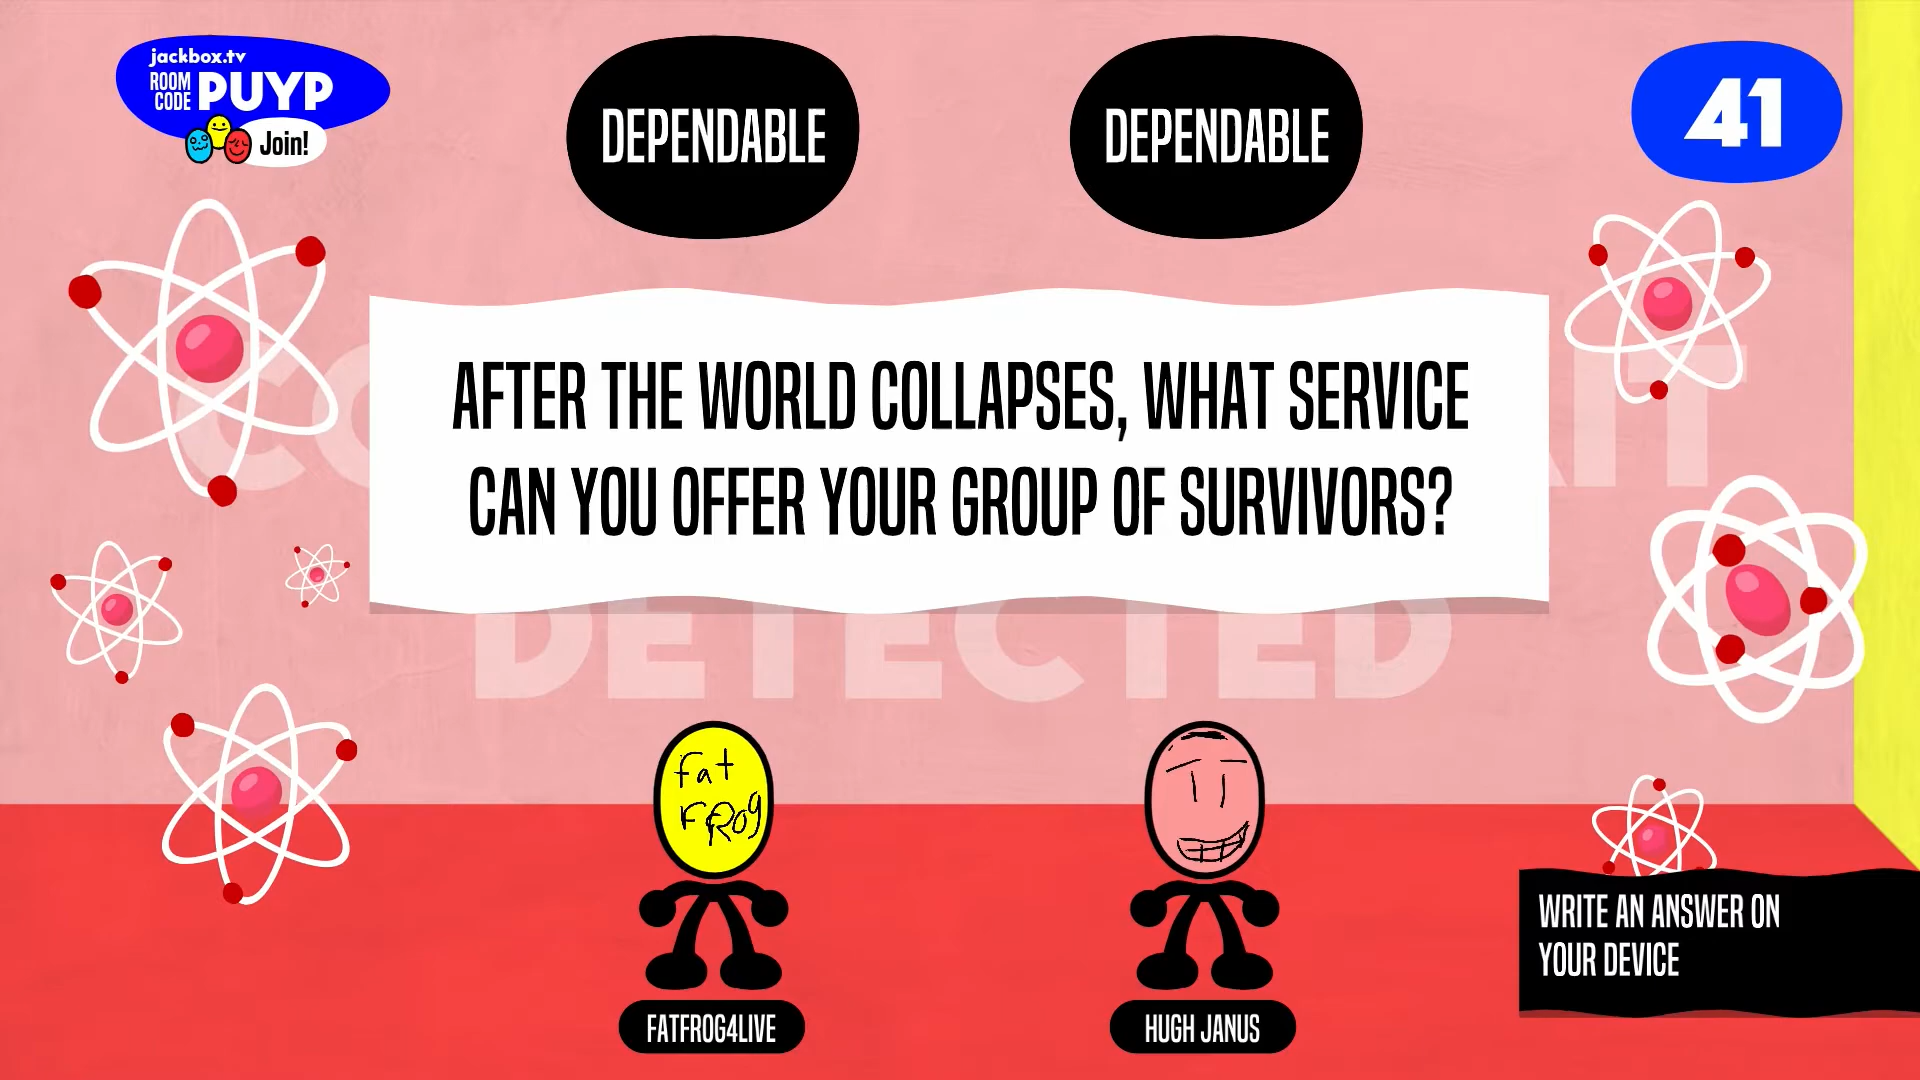 jackbox.tv
ROOM CODE PUYP
Join!
DEPENDABLE
DEPENDABLE
41
AFTER THE WORLD COLLAPSES, WHAT SERVICE
CAN YOU OFFER YOUR GROUP OF SURVIVORS?
DETECTED
fat
FROg
WRITE AN ANSWER ON
YOUR DEVICE
FATFROG4LIVE
HUGH JANUS